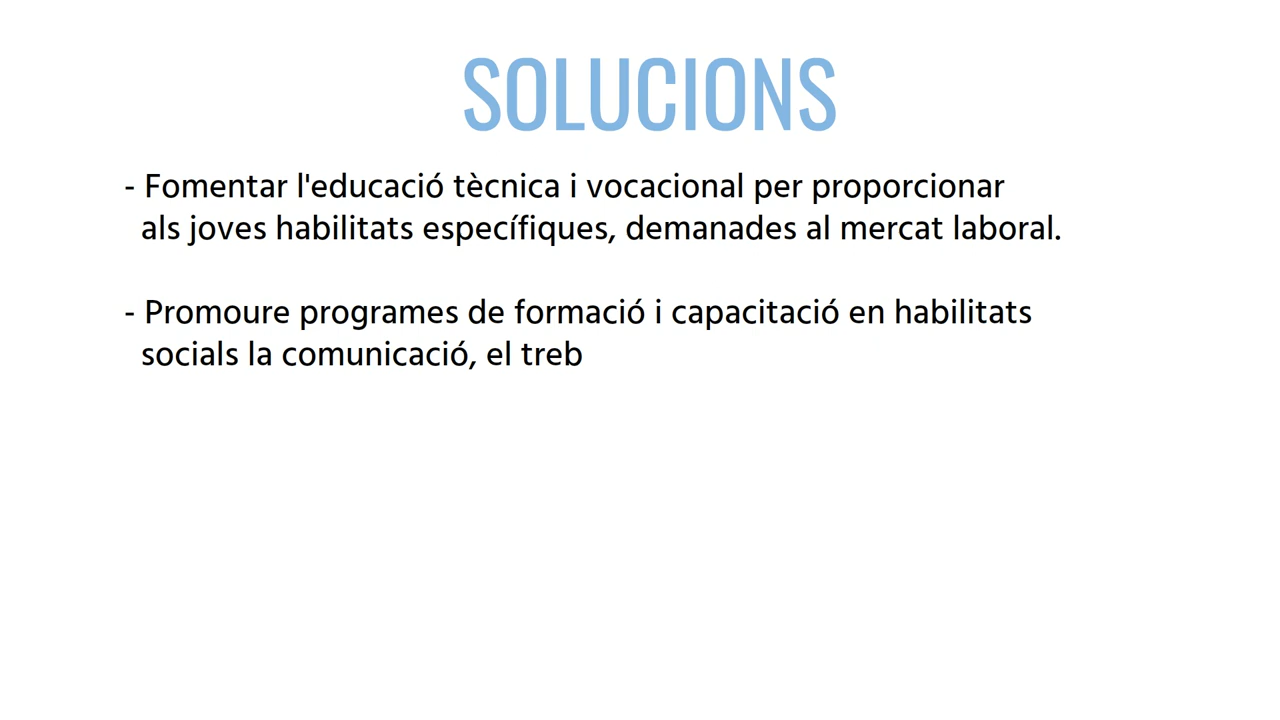 SOLUCIONS
- Fomentar l'educació tècnica i vocacional per proporcionar
als joves habilitats específiques, demanades al mercat laboral.
- Promoure programes de formació i capacitació en habilitats
socials la comunicació, el treb